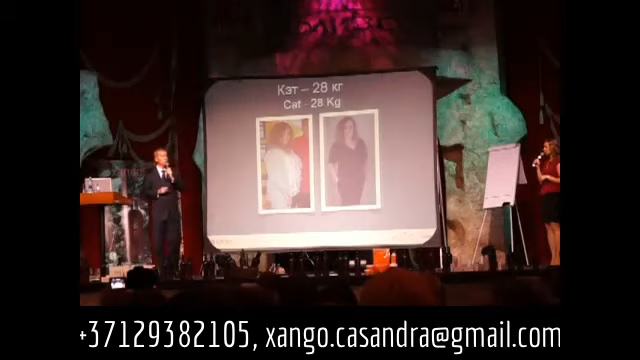 Кэт – 28 кг
Cat - 28 Kg
+37129382105, xango.casandra@gmail.com